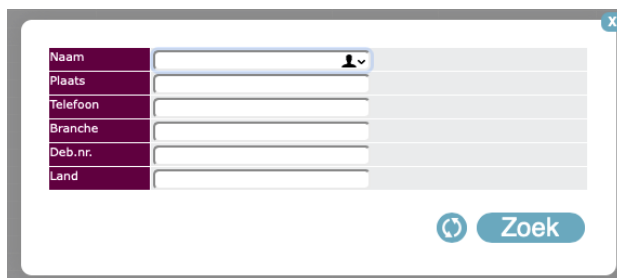 X
Naam
Plaats
Telefoon
Branche
Deb.nr.
Land
Zoek